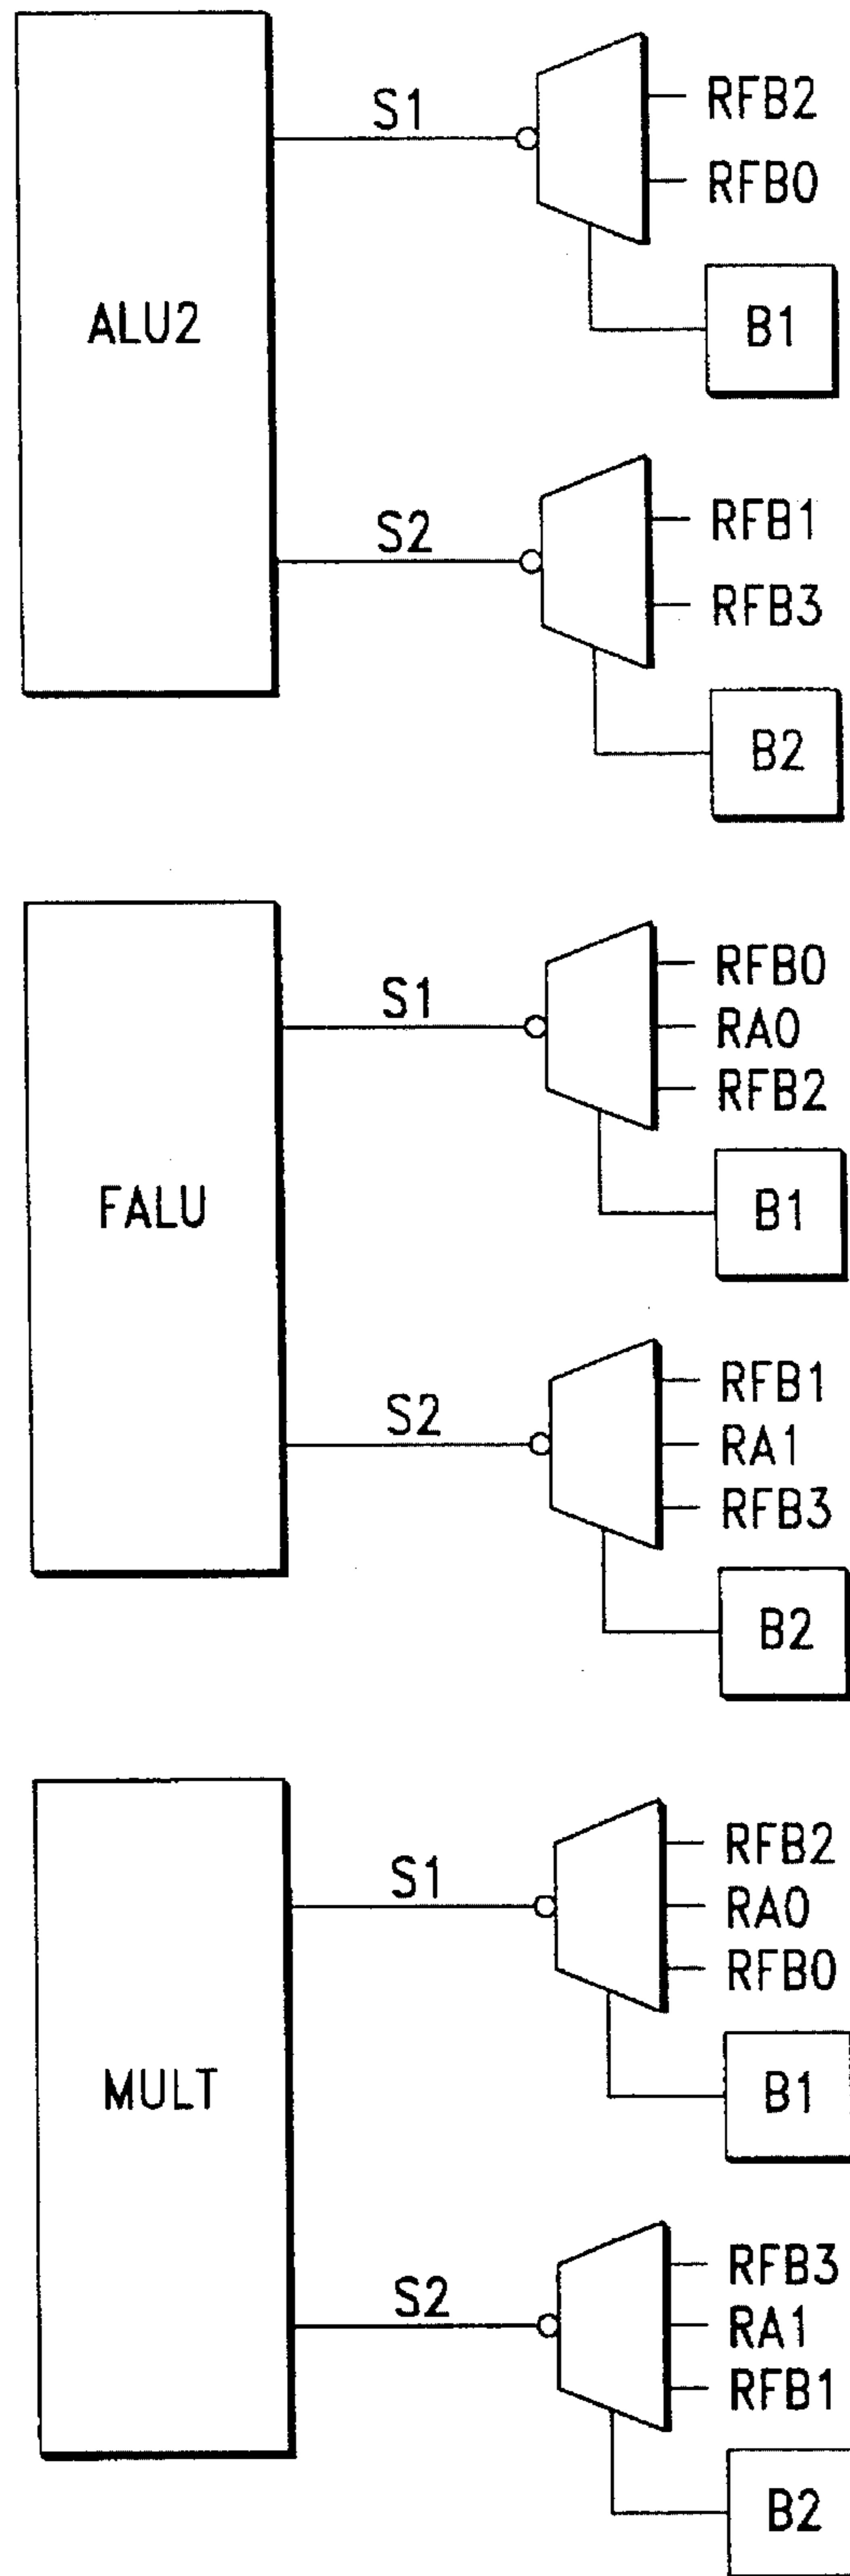 S1
RFB2
RFB0
ALU2
B1
S2
RFB1
RFB3
B2
S1
RFB0
RA0
RFB2
FALU
B1
S2
RFB1
RA1
RFB3
B2
S1
RFB2
RA0
RFB0
MULT
B1
S2
RFB3
RA1
RFB1
B2